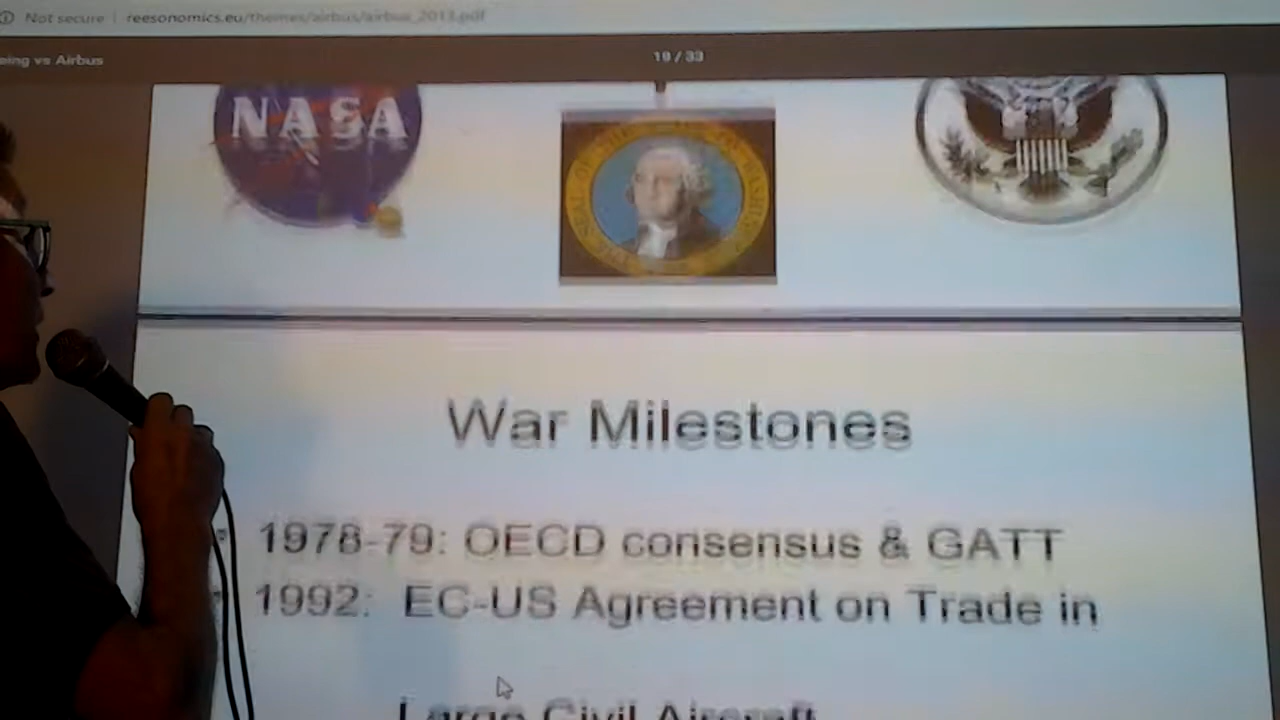 Not secure reesonomics.eu/themes/airbus/airbus_2013.pdf
eing vs Airbus
19 / 33
NASA
War Milestones
1978-79: OECD consensus & GATT
1992: EC-US Agreement on Trade in
Large Civil Aircraft